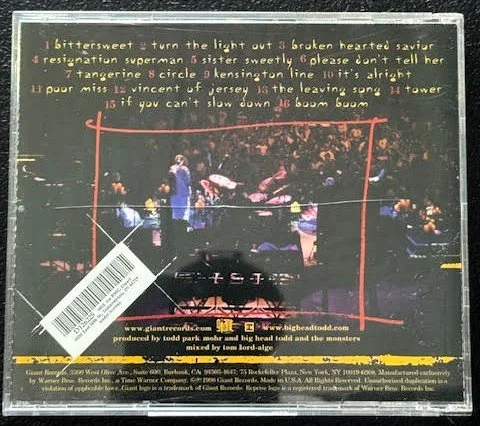 1 bittersweet 2 turn the light out 3 broken hearted savior
4 resignation superman 5 sister sweetly 6 please don't tell her
7 tangerine 8 circle 9 kensington line 10 it's alright
11 poor miss 12 vincent of jersey 13 the leaving song 14 tower
15 if you can't slow down 16 boom boom
www.giantrecords.com www.bigheadtodd.com
produced by todd park mohr and big head todd and the monsters
mixed by tom lord-alge
Giant Records, 3500 West Olive Ave., Suite 600, Burbank, CA 91505-4647; 75 Rockefeller Plaza, New York, NY 10019-6908. Manufactured exclusively
by Warner Bros. Records Inc., a Time Warner Company. ℗© 1998 Giant Records. Made in U.S.A. All Rights Reserved. Unauthorized duplication is a
violation of applicable laws. Giant logo is a trademark of Giant Records. Reprise logo is a registered trademark of Warner Bros. Records Inc.